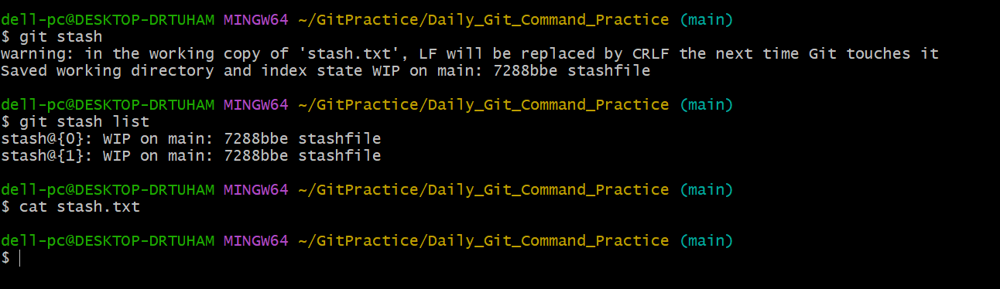 dell-pc@DESKTOP-DRTUHAM MINGW64 ~/GitPractice/Daily_Git_Command_Practice (main)
$ git stash
warning: in the working copy of 'stash.txt', LF will be replaced by CRLF the next time Git touches it
Saved working directory and index state WIP on main: 7288bbe stashfile
dell-pc@DESKTOP-DRTUHAM MINGW64 ~/GitPractice/Daily_Git_Command_Practice (main)
$ git stash list
stash@{0}: WIP on main: 7288bbe stashfile
stash@{1}: WIP on main: 7288bbe stashfile
dell-pc@DESKTOP-DRTUHAM MINGW64 ~/GitPractice/Daily_Git_Command_Practice (main)
$ cat stash.txt
dell-pc@DESKTOP-DRTUHAM MINGW64 ~/GitPractice/Daily_Git_Command_Practice (main)
$